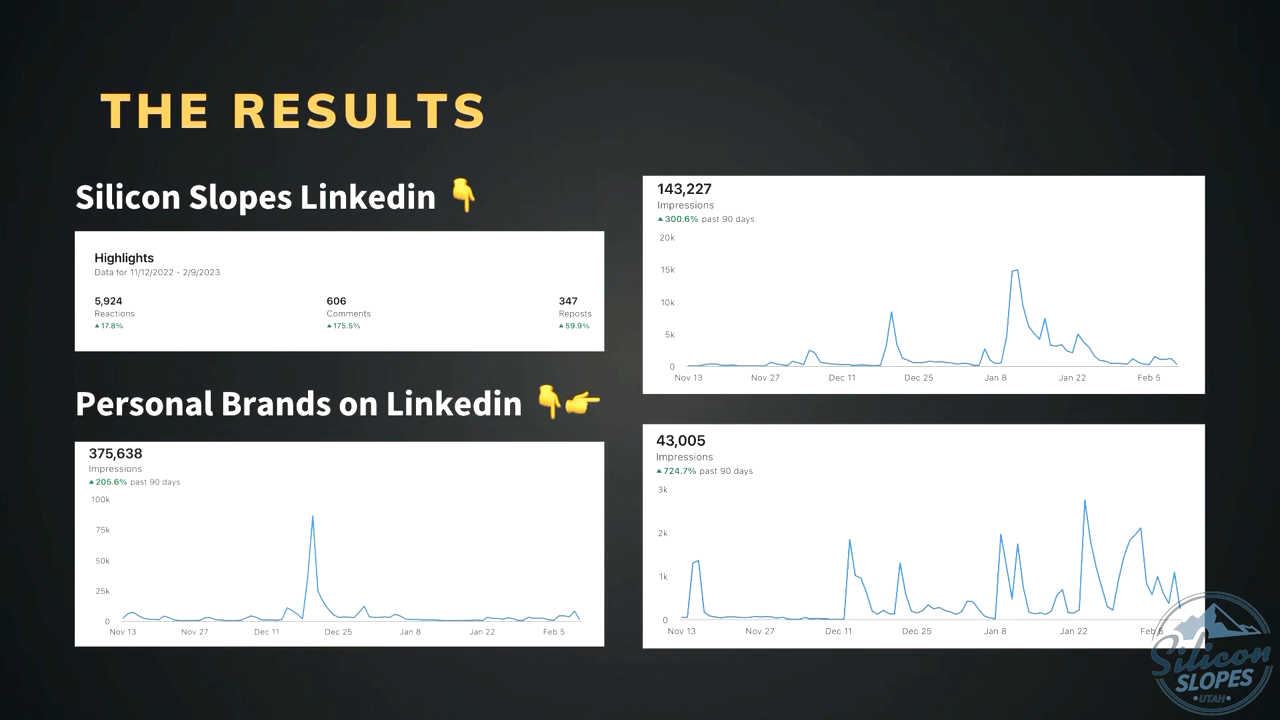 THE RESULTS
Silicon Slopes Linkedin 👇
Highlights
Data for 11/12/2022 - 2/9/2023
5,924 606 347
Reactions Comments Reposts
▲17.8% ▲175.5% ▲59.9%
Personal Brands on Linkedin 👇👉
375,638
Impressions
▲205.6% past 90 days
100k
75k
50k
25k
0
Nov 13 Nov 27 Dec 11 Dec 25 Jan 8 Jan 22 Feb 5
143,227
Impressions
▲300.6% past 90 days
20k
15k
10k
5k
0
Nov 13 Nov 27 Dec 11 Dec 25 Jan 8 Jan 22 Feb 5
43,005
Impressions
▲724.7% past 90 days
3k
2k
1k
0
Nov 13 Nov 27 Dec 11 Dec 25 Jan 8 Jan 22 Feb 5
Silicon
SLOPES
•UTAH•